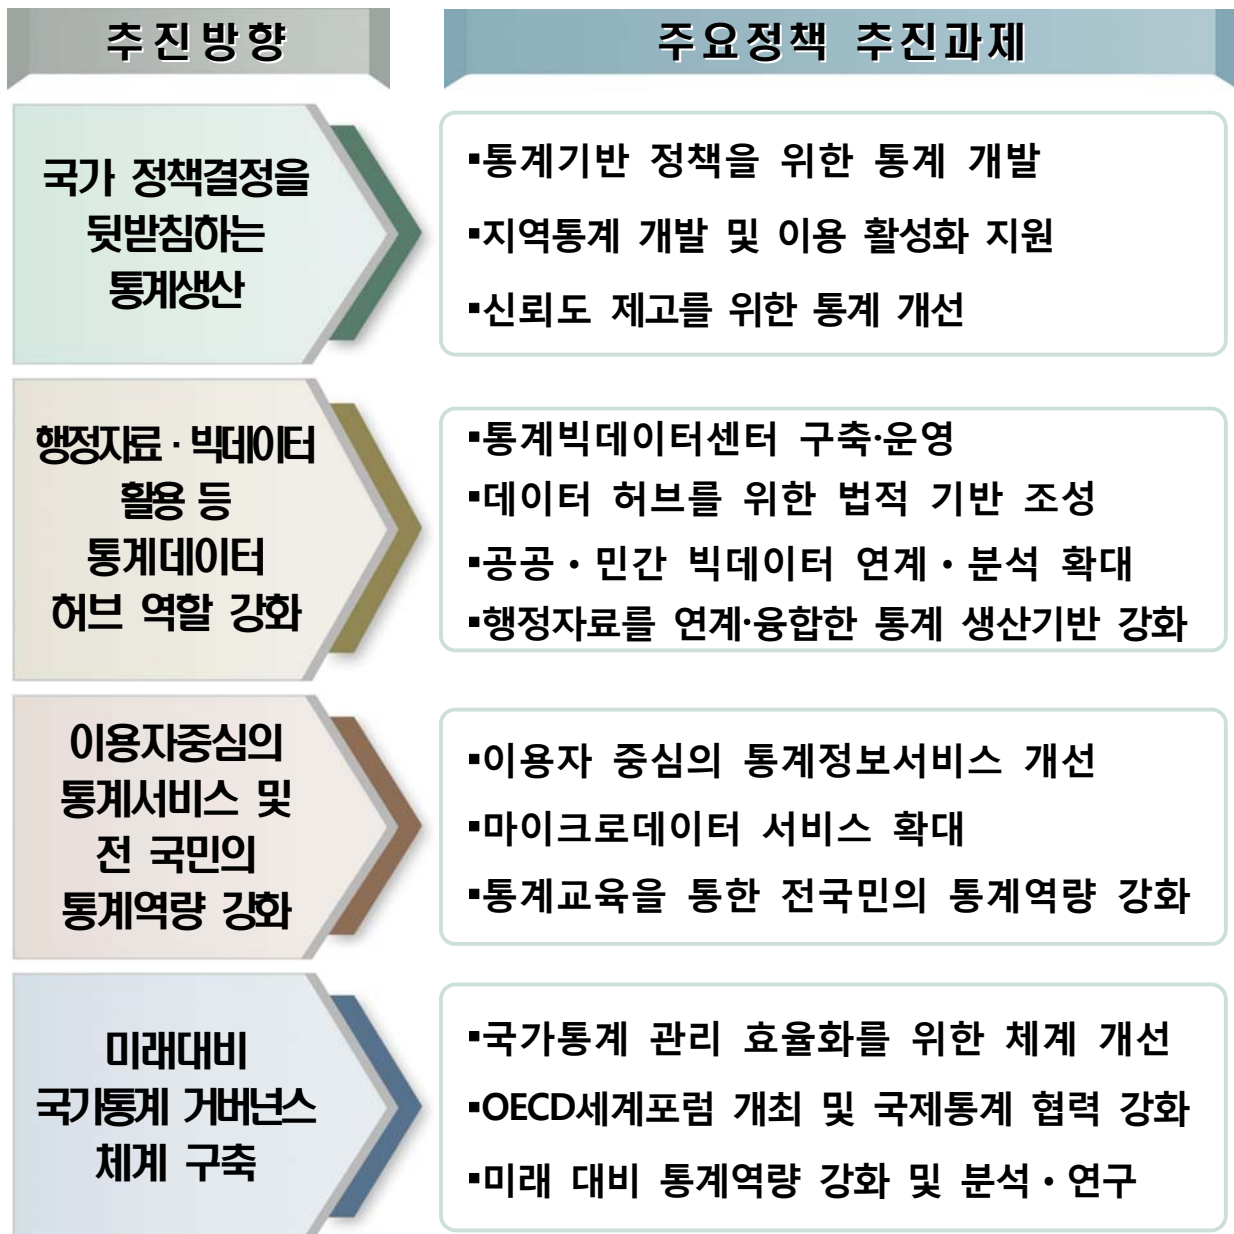 추진방향
주요정책 추진과제
국가 정책결정을
뒷받침하는
통계생산
▪통계기반 정책을 위한 통계 개발
▪지역통계 개발 및 이용 활성화 지원
▪신뢰도 제고를 위한 통계 개선
행정자료 · 빅데이터
활용 등
통계데이터
허브 역할 강화
▪통계빅데이터센터 구축·운영
▪데이터 허브를 위한 법적 기반 조성
▪공공・민간 빅데이터 연계・분석 확대
▪행정자료를 연계·융합한 통계 생산기반 강화
이용자중심의
통계서비스 및
전 국민의
통계역량 강화
▪이용자 중심의 통계정보서비스 개선
▪마이크로데이터 서비스 확대
▪통계교육을 통한 전국민의 통계역량 강화
미래대비
국가통계 거버넌스
체계 구축
▪국가통계 관리 효율화를 위한 체계 개선
▪OECD세계포럼 개최 및 국제통계 협력 강화
▪미래 대비 통계역량 강화 및 분석・연구